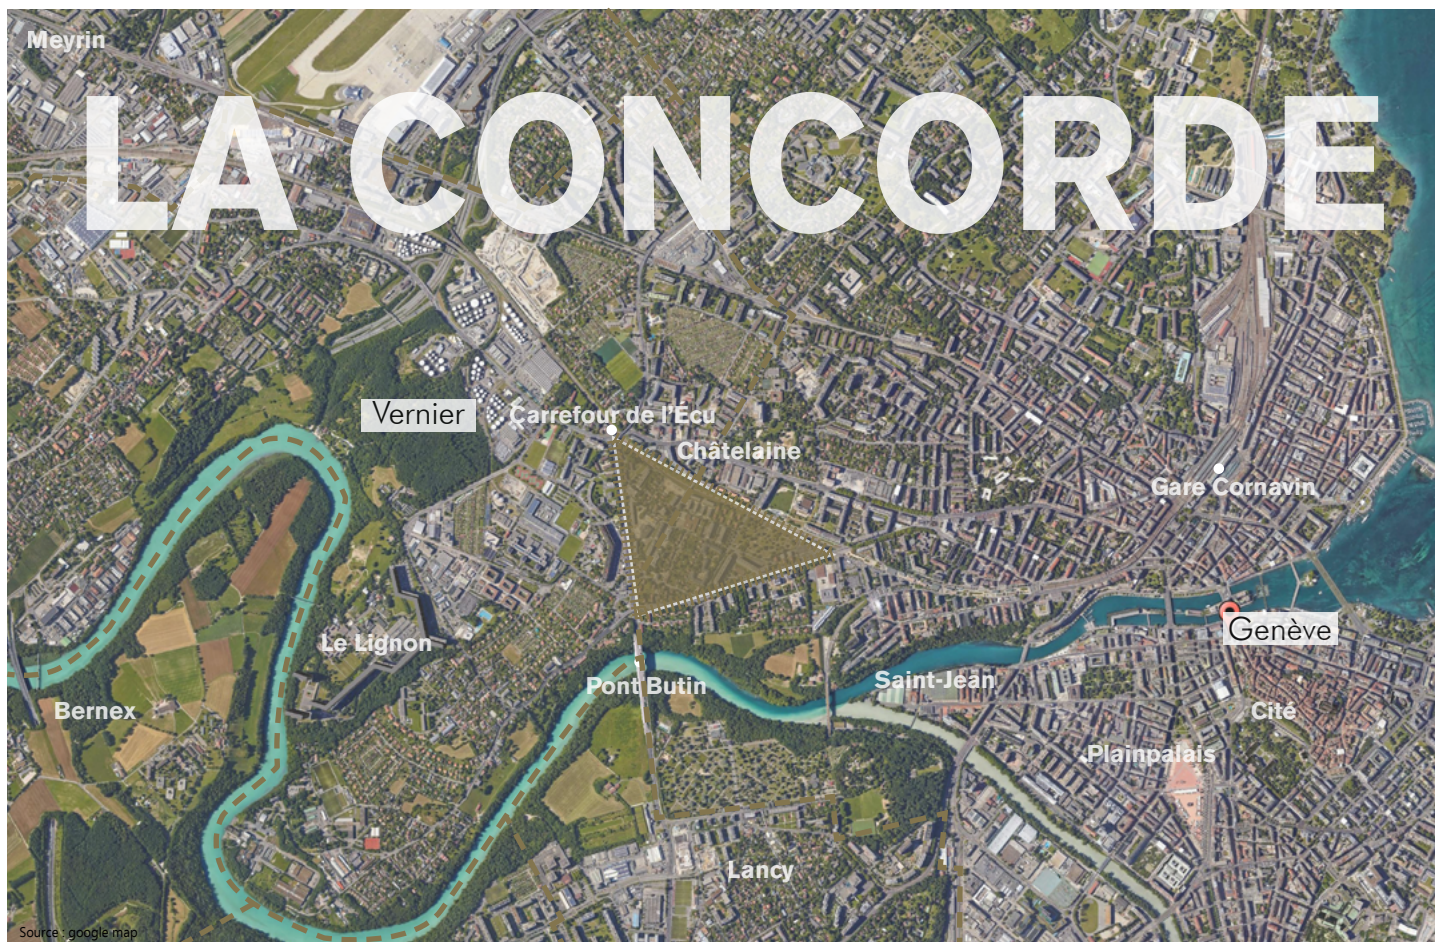 Meyrin
LA CONCORDE
Vernier
Carrefour de l'Écu
Châtelaine
Gare Cornavin
Genève
Le Lignon
Pont Butin
Saint-Jean
Bernex
Cité
Plainpalais
Lancy
Source : google map